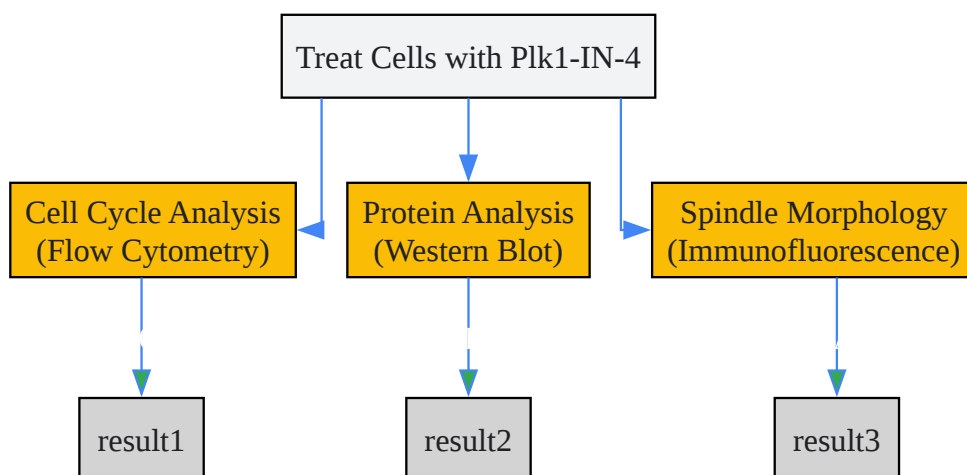 Treat Cells with Plk1-IN-4
Cell Cycle Analysis
(Flow Cytometry)
Protein Analysis
(Western Blot)
Spindle Morphology
(Immunofluorescence)
result1
result2
result3